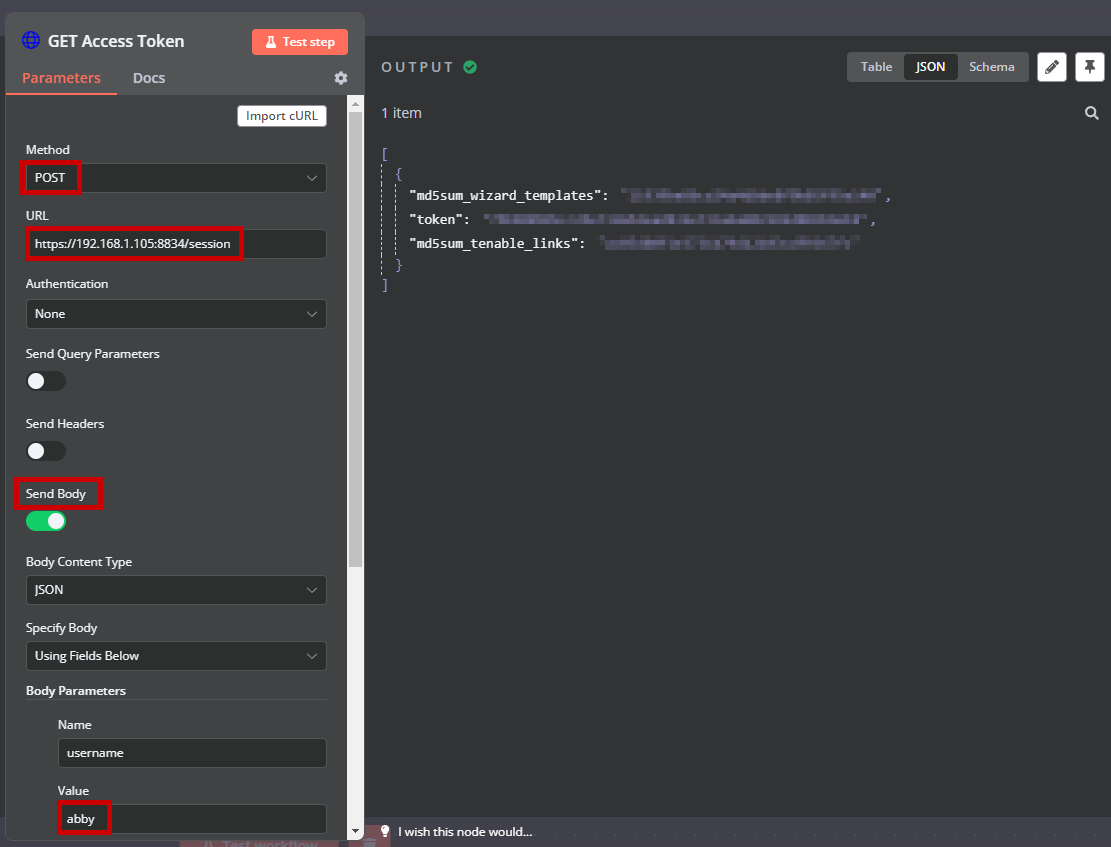 GET Access Token
Test step
Parameters
Docs
Import cURL
Method
POST
URL
https://192.168.1.105:8834/session
Authentication
None
Send Query Parameters
Send Headers
Send Body
Body Content Type
JSON
Specify Body
Using Fields Below
Body Parameters
Name
username
Value
abby
OUTPUT
Table
JSON
Schema
1 item
[
{
"md5sum_wizard_templates": " ",
"token": " ",
"md5sum_tenable_links": " "
}
]
I wish this node would...
Test workflow